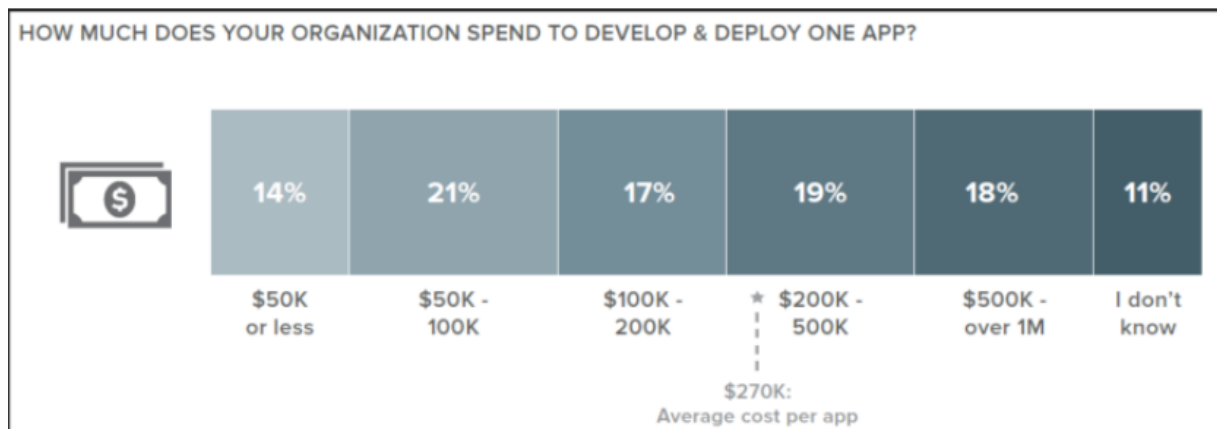 HOW MUCH DOES YOUR ORGANIZATION SPEND TO DEVELOP & DEPLOY ONE APP?
$
14%
21%
17%
19%
18%
11%
$50K
or less
$50K -
100K
$100K -
200K
$200K -
500K
$500K -
over 1M
I don't
know
$270K:
Average cost per app